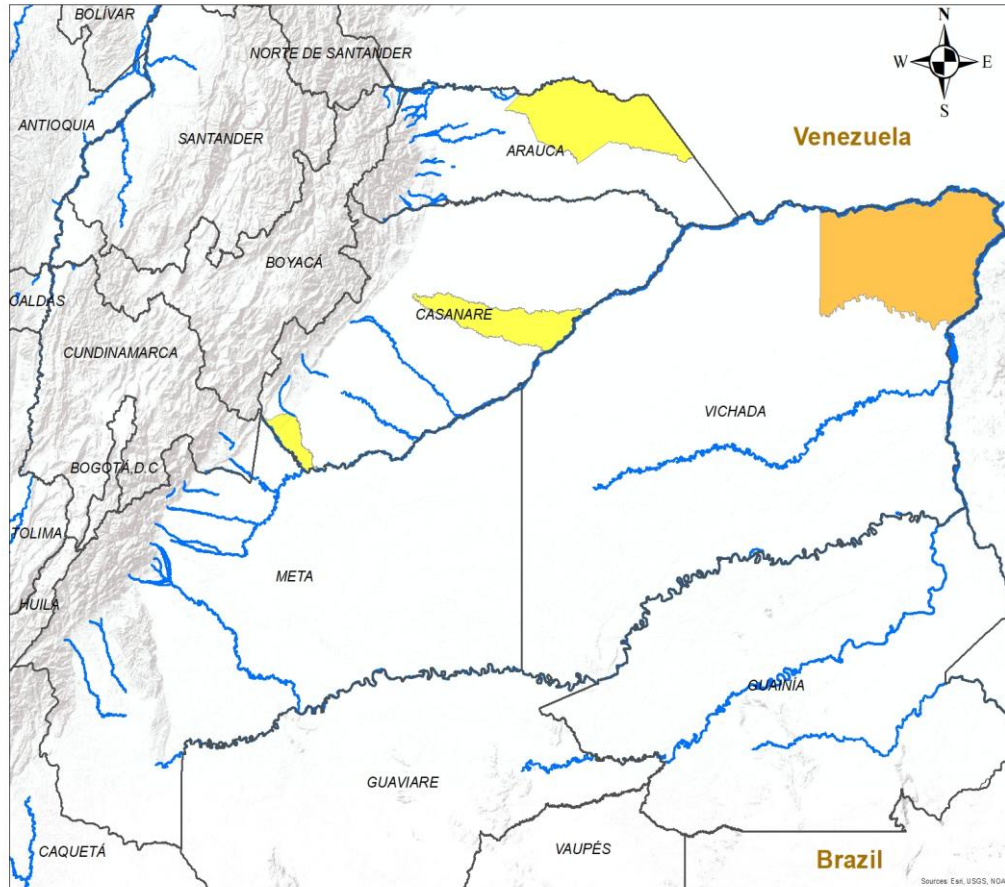 BOLÍVAR
N
NORTE DE SANTANDER
W
E
S
ANTIOQUIA
SANTANDER
ARAUCA
Venezuela
BOYACÁ
CALDAS
CASANARE
CUNDINAMARCA
VICHADA
BOGOTÁ,D.C
TOLIMA
META
HUILA
GUAINÍA
GUAVIARE
VAUPÉS
CAQUETÁ
Brazil
Sources: Esri, USGS, NOA